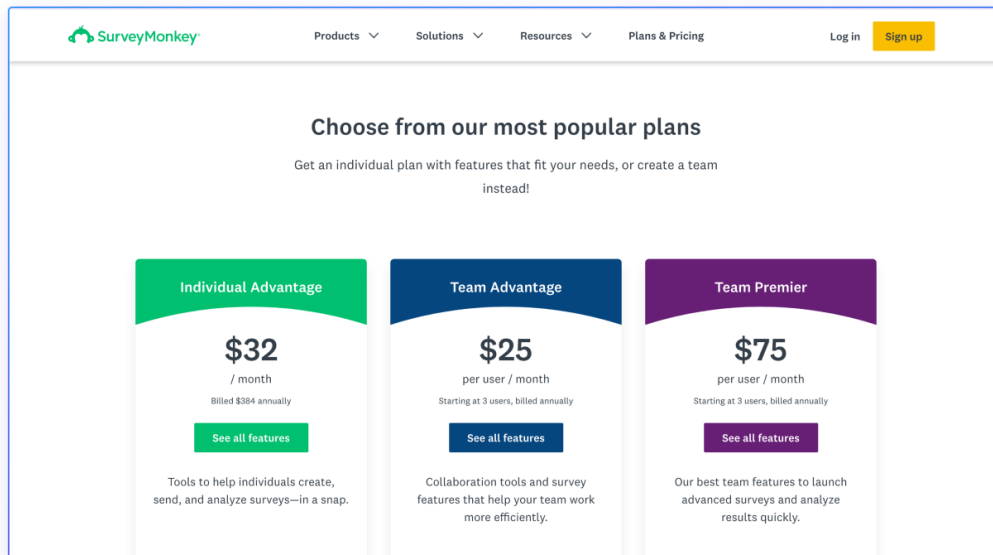 SurveyMonkey®
Products
Solutions
Resources
Plans & Pricing
Log in
Sign up
Choose from our most popular plans
Get an individual plan with features that fit your needs, or create a team
instead!
Individual Advantage
$32
/ month
Billed $384 annually
See all features
Tools to help individuals create,
send, and analyze surveys—in a snap.
Team Advantage
$25
per user / month
Starting at 3 users, billed annually
See all features
Collaboration tools and survey
features that help your team work
more efficiently.
Team Premier
$75
per user / month
Starting at 3 users, billed annually
See all features
Our best team features to launch
advanced surveys and analyze
results quickly.